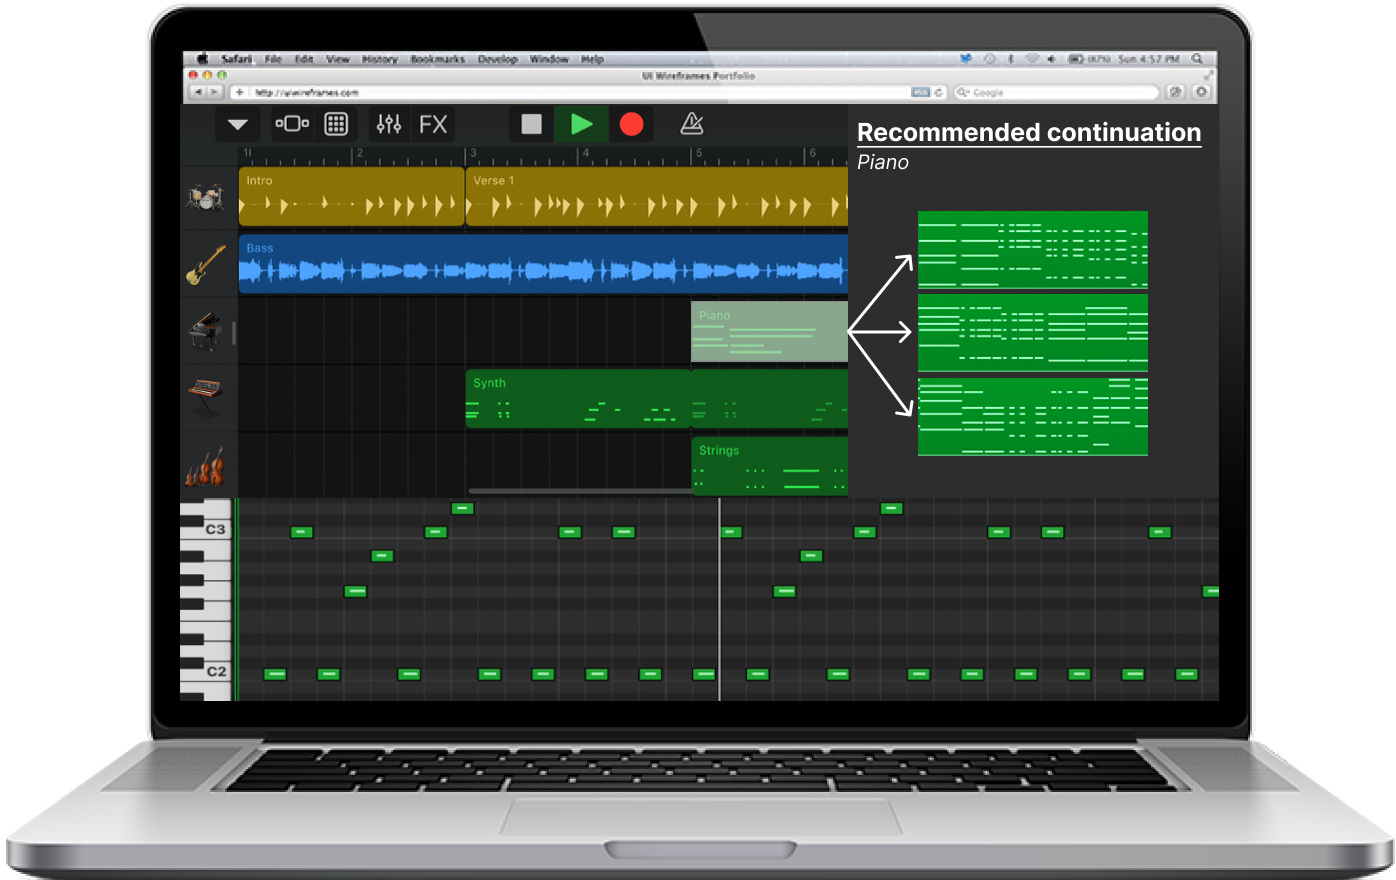 Safari File Edit View History Bookmarks Develop Window Help
(87%) Sun 4:57 PM
UI Wireframes Portfolio
http://uiwireframes.com
Google
FX
Recommended continuation
Piano
1 2 3 4 5 6
Intro
Verse 1
Bass
Piano
Synth
Strings
C3
C2